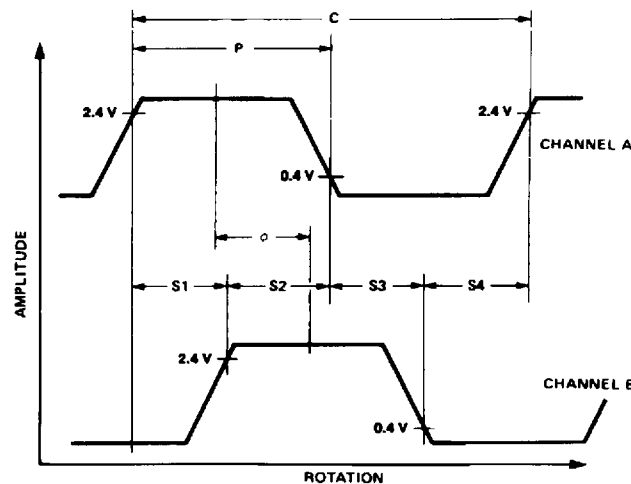 C
P
2.4 V
2.4 V
CHANNEL A
0.4 V
φ
AMPLITUDE
S1
S2
S3
S4
2.4 V
CHANNEL
0.4 V
ROTATION